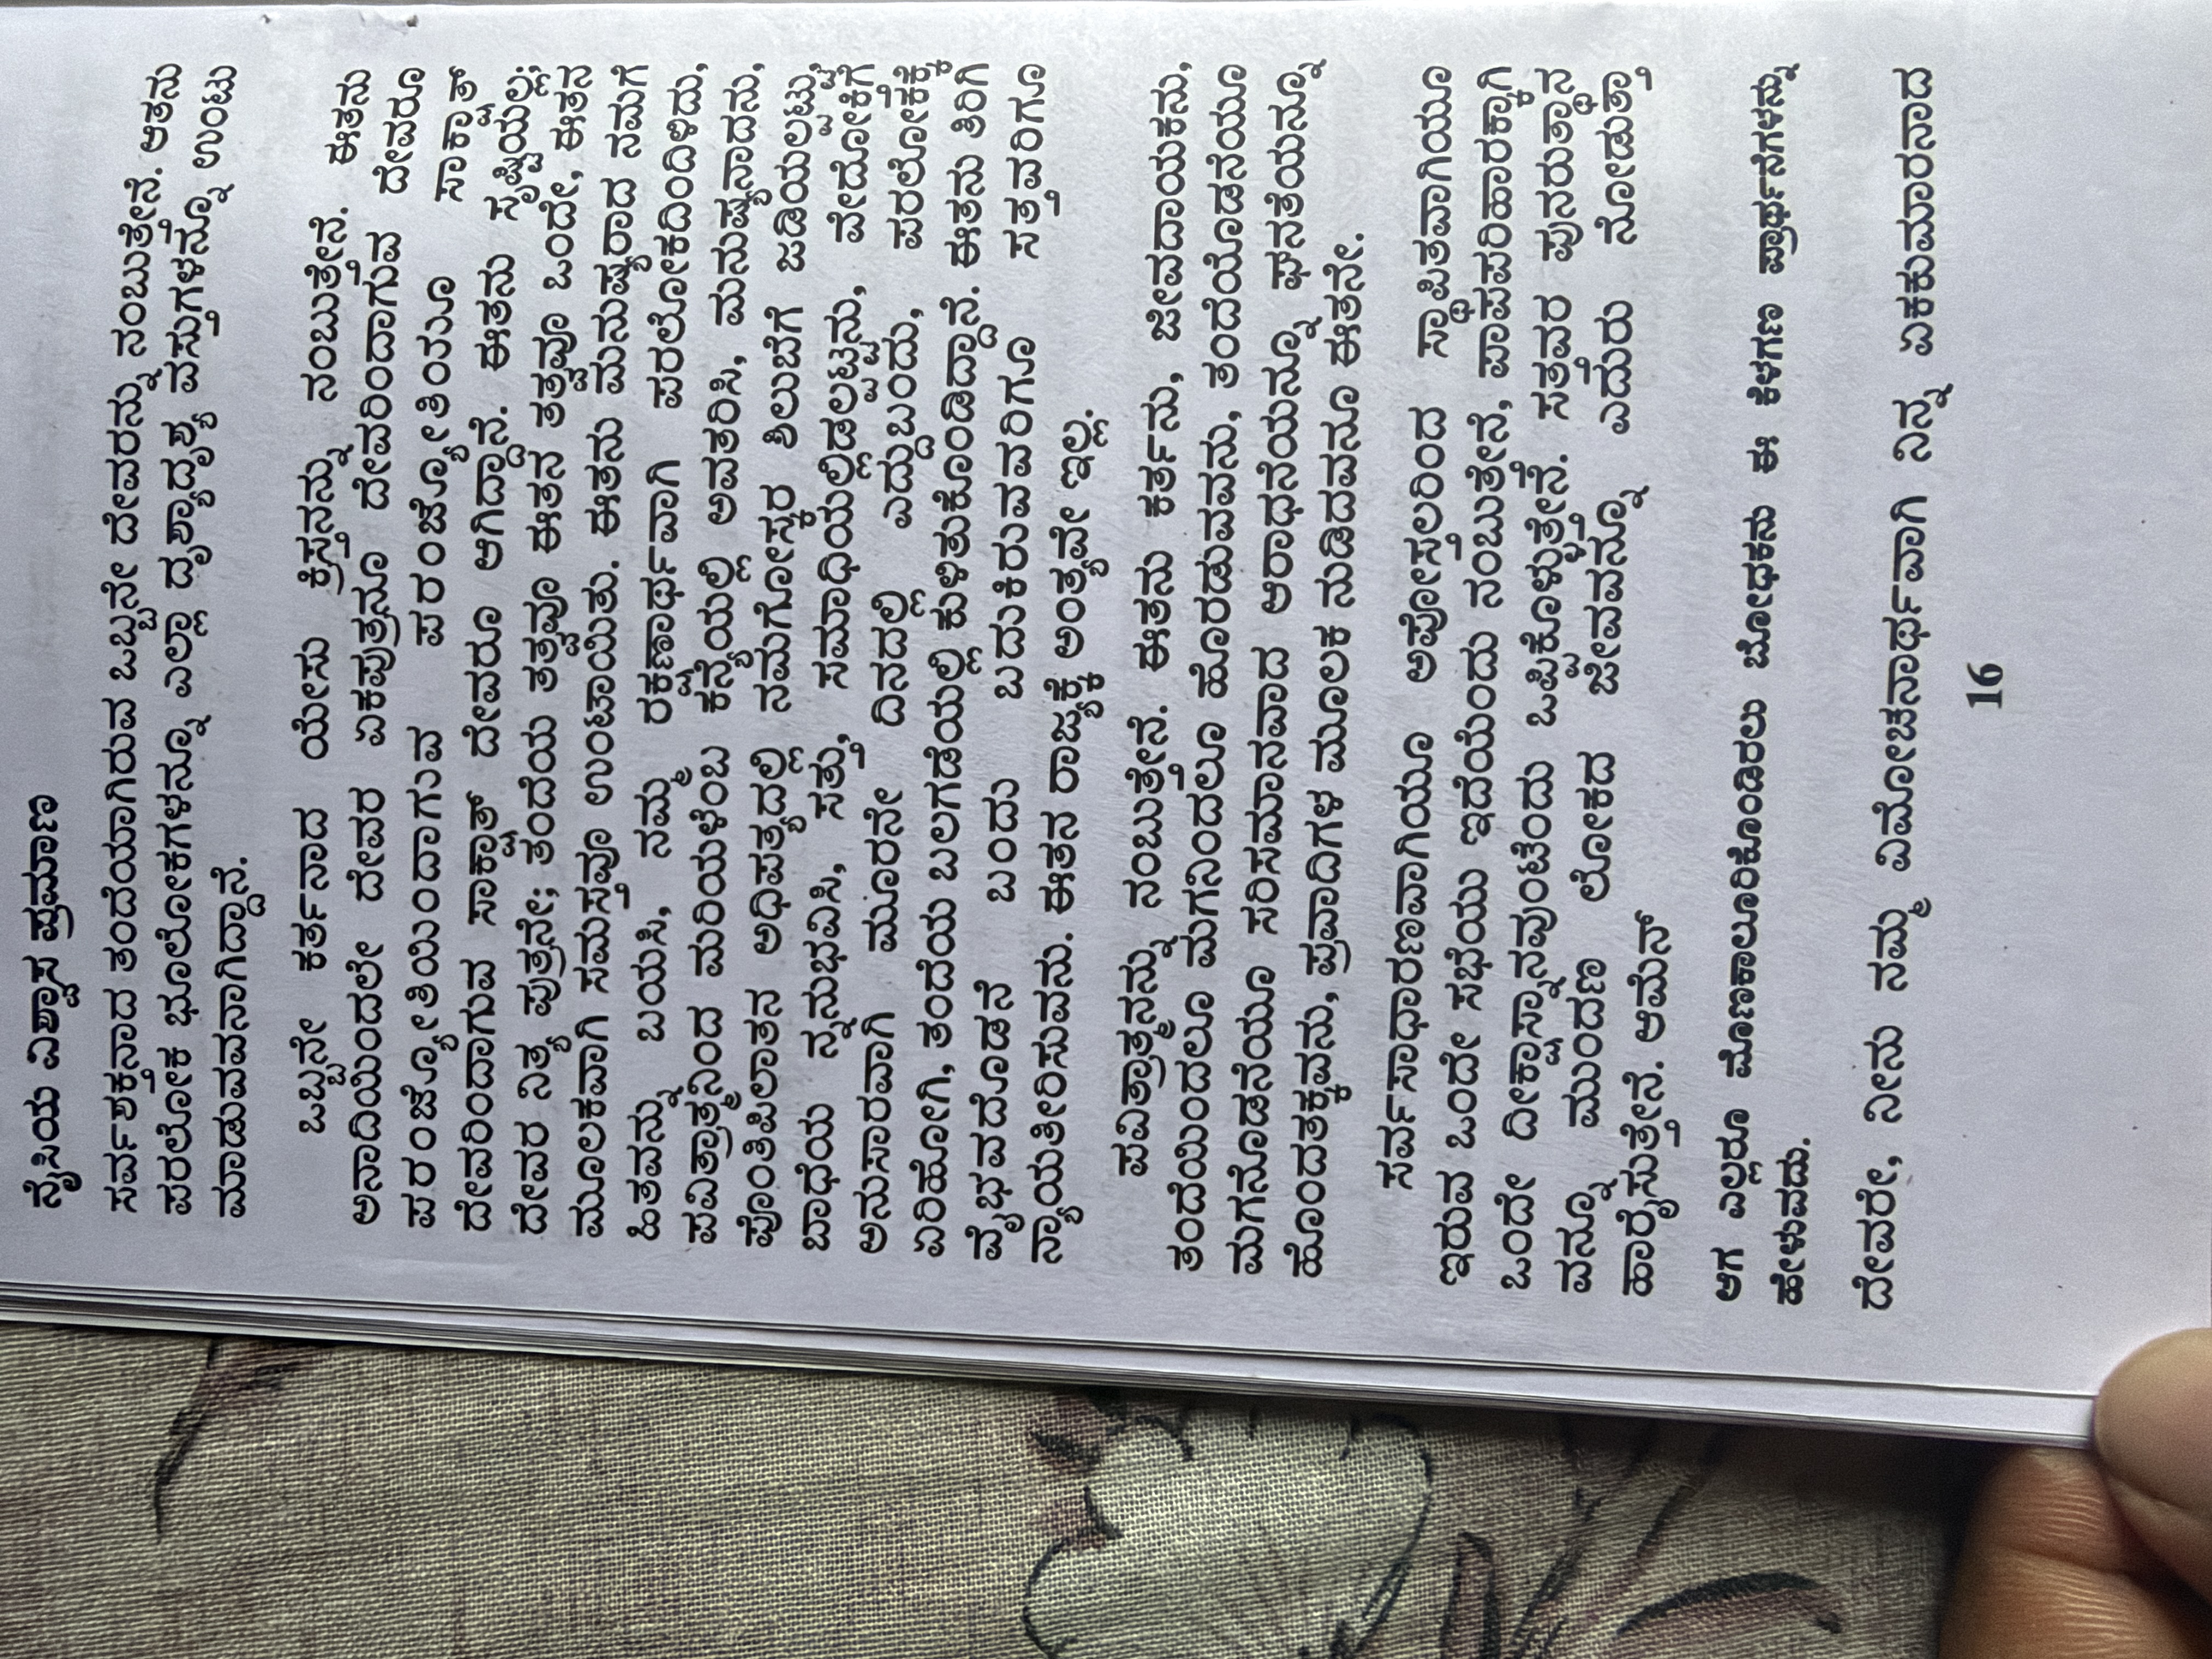 ನೈಸಿಯ ವಿಶ್ವಾಸ ಪ್ರಮಾಣ
ಸರ್ವಶಕ್ತನಾದ ತಂದೆಯಾಗಿರುವ ಒಬ್ಬನೇ ದೇವರನ್ನು ನಂಬುತ್ತೇನೆ. ಆತನು
ಪರಲೋಕ ಭೂಲೋಕಗಳನ್ನೂ ಎಲ್ಲಾ ದೃಶ್ಯಾದೃಶ್ಯ ವಸ್ತುಗಳನ್ನೂ ಉಂಟು
ಮಾಡುವವನಾಗಿದ್ದಾನೆ.
ಒಬ್ಬನೇ ಕರ್ತನಾದ ಯೇಸು ಕ್ರಿಸ್ತನನ್ನು ನಂಬುತ್ತೇನೆ. ಈತನು
ಅನಾದಿಯಿಂದಲೇ ದೇವರ ಏಕಪುತ್ರನೂ ದೇವರಿಂದಾಗುವ ದೇವರೂ
ಪರಂಜ್ಯೋತಿಯಿಂದಾಗುವ ಪರಂಜ್ಯೋತಿಯೂ ಸಾಕ್ಷಾತ್
ದೇವರಿಂದಾಗುವ ಸಾಕ್ಷಾತ್ ದೇವರೂ ಆಗಿದ್ದಾನೆ. ಈತನು ಸೃಷ್ಟಿಯಲ್ಲ;
ದೇವರ ನಿತ್ಯ ಪುತ್ರನೇ; ತಂದೆಯ ತತ್ವವೂ ಈತನ ತತ್ವವೂ ಒಂದೇ, ಈತನ
ಮೂಲಕವಾಗಿ ಸಮಸ್ತವೂ ಉಂಟಾಯಿತು. ಈತನು ಮನುಷ್ಯರಾದ ನಮಗೆ
ಹಿತವನ್ನು ಬಯಸಿ, ನಮ್ಮ ರಕ್ಷಣಾರ್ಥವಾಗಿ ಪರಲೋಕದಿಂದಿಳಿದು,
ಪವಿತ್ರಾತ್ಮನಿಂದ ಮರಿಯಳೆಂಬ ಕನ್ಯೆಯಲ್ಲಿ ಅವತರಿಸಿ, ಮನುಷ್ಯನಾದನು,
ಪೊಂತಿಪಿಲಾತನ ಅಧಿಪತ್ಯದಲ್ಲಿ ನಮಗೋಸ್ಕರ ಶಿಲುಬೆಗೆ ಜಡಿಯಲ್ಪಟ್ಟು,
ಬಾಧೆಯ ನ್ನನುಭವಿಸಿ, ಸತ್ತು, ಸಮಾಧಿಯಲ್ಲಿಡಲ್ಪಟ್ಟನು, ವೇದೋಕ್ತಿಗೆ
ಅನುಸಾರವಾಗಿ ಮೂರನೇ ದಿನದಲ್ಲಿ ಎದ್ದುಬಂದು, ಪರಲೋಕಕ್ಕೆ
ಏರಿಹೋಗಿ, ತಂದೆಯ ಬಲಗಡೆಯಲ್ಲಿ ಕುಳಿತುಕೊಂಡಿದ್ದಾನೆ. ಈತನು ತಿರಿಗಿ
ವೈಭವದೊಡನೆ ಬಂದು ಬದುಕಿರುವವರಿಗೂ ಸತ್ತವರಿಗೂ
ನ್ಯಾಯತೀರಿಸುವನು. ಈತನ ರಾಜ್ಯಕ್ಕೆ ಅಂತ್ಯವೇ ಇಲ್ಲ.
ಪವಿತ್ರಾತ್ಮನನ್ನು ನಂಬುತ್ತೇನೆ. ಈತನು ಕರ್ತನು, ಜೀವದಾಯಕನು,
ತಂದೆಯಿಂದಲೂ ಮಗನಿಂದಲೂ ಹೊರಡುವವನು, ತಂದೆಯೊಡನೆಯೂ
ಮಗನೊಡನೆಯೂ ಸರಿಸಮಾನವಾದ ಆರಾಧನೆಯನ್ನೂ ಘನತೆಯನ್ನೂ
ಹೊಂದತಕ್ಕವನು, ಪ್ರವಾದಿಗಳ ಮೂಲಕ ನುಡಿದವನೂ ಈತನೇ.
ಸರ್ವಸಾಧಾರಣವಾಗಿಯೂ ಅಪೋಸ್ತಲರಿಂದ ಸ್ಥಾಪಿತವಾಗಿಯೂ
ಇರುವ ಒಂದೇ ಸಭೆಯು ಇದೆಯೆಂದು ನಂಬುತ್ತೇನೆ, ಪಾಪಪರಿಹಾರಕ್ಕಾಗಿ
ಒಂದೇ ದೀಕ್ಷಾಸ್ನಾನವುಂಟೆಂದು ಒಪ್ಪಿಕೊಳ್ಳುತ್ತೇನೆ. ಸತ್ತವರ ಪುನರುತ್ಥಾನ
ವನ್ನೂ ಮುಂದಣ ಲೋಕದ ಜೀವವನ್ನೂ ಎದುರು ನೋಡುತ್ತಾ
ಹಾರೈಸುತ್ತೇನೆ. ಆಮೆನ್
ಆಗ ಎಲ್ಲರೂ ಮೊಣಕಾಲೂರಿಕೊಂಡಿರಲು ಬೋಧಕನು ಈ ಕೆಳಗಣ ಪ್ರಾರ್ಥನೆಗಳನ್ನು
ಹೇಳುವದು.
ದೇವರೇ, ನೀನು ನಮ್ಮ ವಿಮೋಚನಾರ್ಥವಾಗಿ ನಿನ್ನ ಏಕಕುಮಾರನಾದ
16